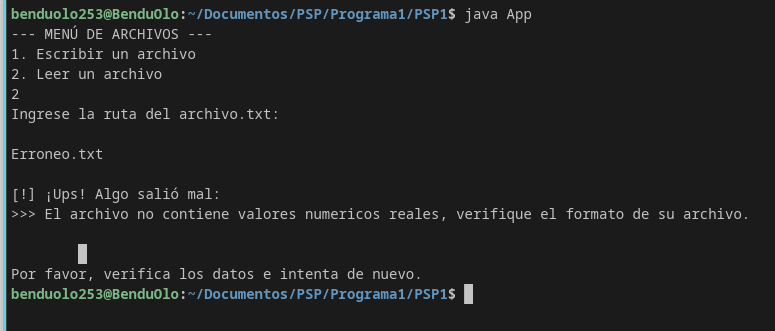 benduolo253@BenduOlo:~/Documentos/PSP/Programa1/PSP1$ java App
--- MENÚ DE ARCHIVOS ---
1. Escribir un archivo
2. Leer un archivo
2
Ingrese la ruta del archivo.txt:
Erroneo.txt
[!] ¡Ups! Algo salió mal:
>>> El archivo no contiene valores numericos reales, verifique el formato de su archivo.
Por favor, verifica los datos e intenta de nuevo.
benduolo253@BenduOlo:~/Documentos/PSP/Programa1/PSP1$